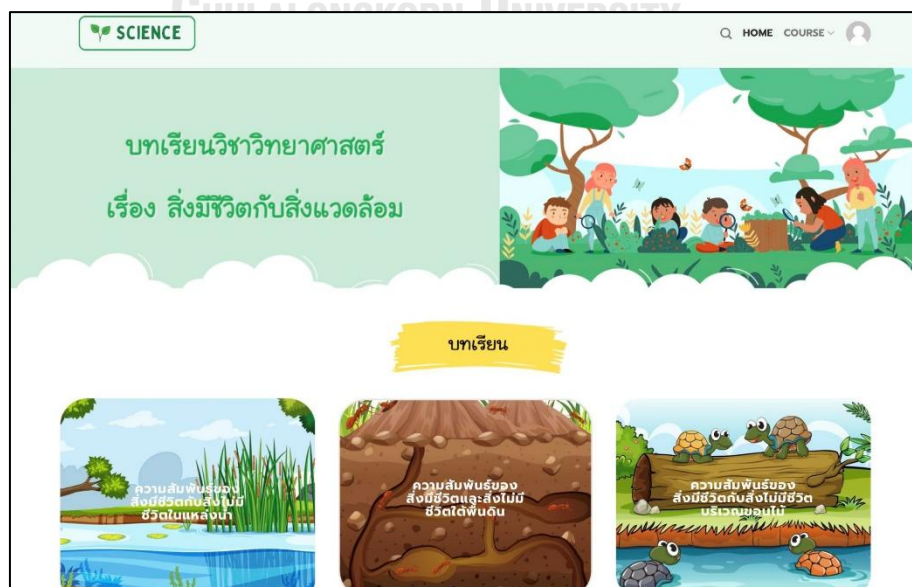 CHULALONGKORN UNIVERSITY
SCIENCE
HOME COURSE
บทเรียนวิชาวิทยาศาสตร์
เรื่อง สิ่งมีชีวิตกับสิ่งแวดล้อม
บทเรียน
ความสัมพันธ์ของ
สิ่งมีชีวิตกับสิ่งไม่มี
ชีวิตในแหล่งน้ำ
ความสัมพันธ์ของ
สิ่งมีชีวิตและสิ่งไม่มี
ชีวิตใต้พื้นดิน
ความสัมพันธ์ของ
สิ่งมีชีวิตกับสิ่งไม่มีชีวิต
บริเวณขอนไม้